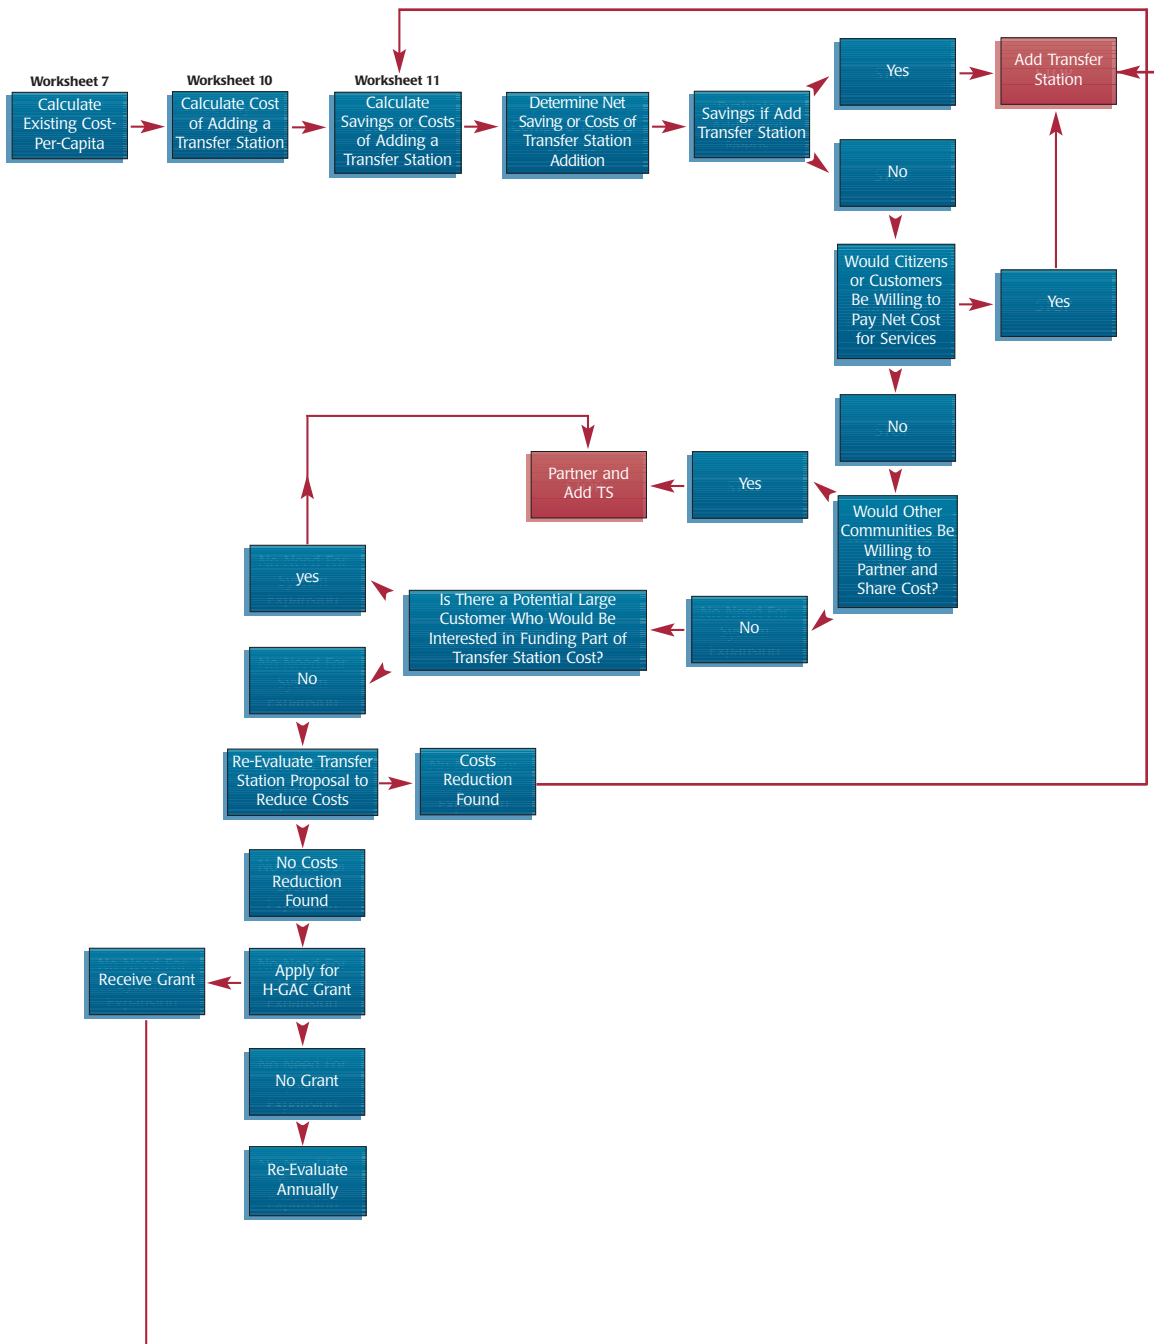 Worksheet 7
Calculate
Existing Cost-
Per-Capita
Worksheet 10
Calculate Cost
of Adding a
Transfer Station
Worksheet 11
Calculate
Savings or Costs
of Adding a
Transfer Station
Determine Net
Saving or Costs of
Transfer Station
Addition
Savings if Add
Transfer Station
Yes
Add Transfer
Station
No
Would Citizens
or Customers
Be Willing to
Pay Net Cost
for Services
Yes
No
Would Other
Communities Be
Willing to
Partner and
Share Cost?
Yes
Partner and
Add TS
No
Is There a Potential Large
Customer Who Would Be
Interested in Funding Part of
Transfer Station Cost?
yes
No
Re-Evaluate Transfer
Station Proposal to
Reduce Costs
Costs
Reduction
Found
No Costs
Reduction
Found
Apply for
H-GAC Grant
Receive Grant
No Grant
Re-Evaluate
Annually